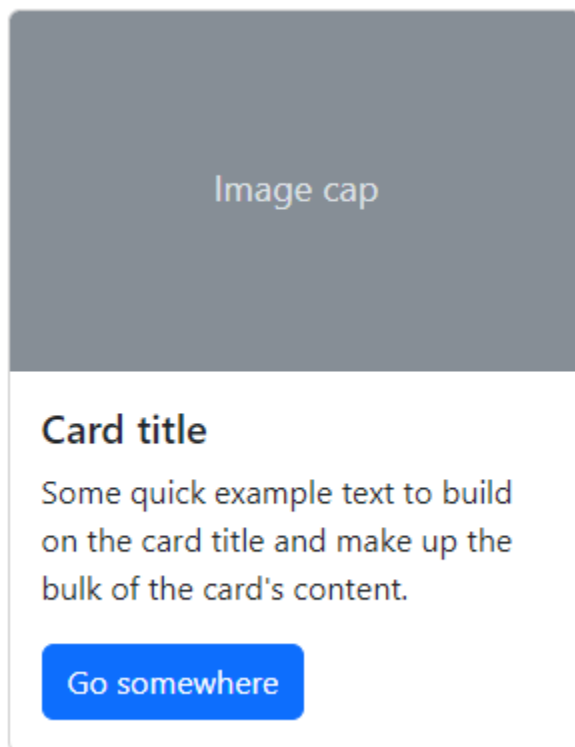 Image cap
Card title
Some quick example text to build
on the card title and make up the
bulk of the card's content.
Go somewhere